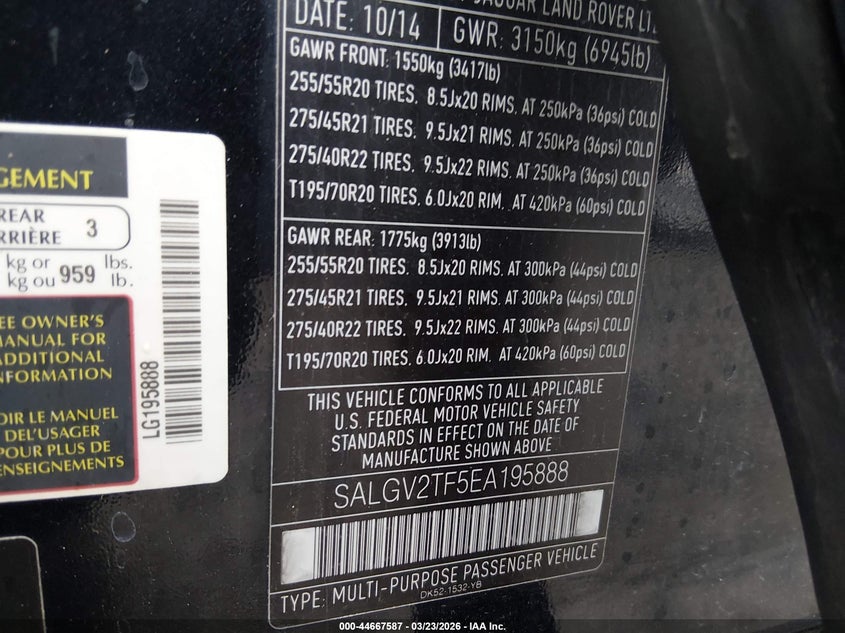 GEMENT
REAR
RRIÈRE 3
kg or 959 lbs.
kg ou lb.
EE OWNER'S
MANUAL FOR
ADDITIONAL
NFORMATION
OIR LE MANUEL
DEL'USAGER
POUR PLUS DE
ENSEIGNEMENTS
LG195888
JAGUAR LAND ROVER LT
DATE: 10/14 GWR: 3150kg (6945lb)
GAWR FRONT: 1550kg (3417lb)
255/55R20 TIRES. 8.5Jx20 RIMS. AT 250kPa (36psi) COLD
275/45R21 TIRES. 9.5Jx21 RIMS. AT 250kPa (36psi) COLD
275/40R22 TIRES. 9.5Jx22 RIMS. AT 250kPa (36psi) COLD
T195/70R20 TIRES. 6.0Jx20 RIM. AT 420kPa (60psi) COLD
GAWR REAR: 1775kg (3913lb)
255/55R20 TIRES. 8.5Jx20 RIMS. AT 300kPa (44psi) COLD
275/45R21 TIRES. 9.5Jx21 RIMS. AT 300kPa (44psi) COLD
275/40R22 TIRES. 9.5Jx22 RIMS. AT 300kPa (44psi) COLD
T195/70R20 TIRES. 6.0Jx20 RIM. AT 420kPa (60psi) COLD
THIS VEHICLE CONFORMS TO ALL APPLICABLE
U.S. FEDERAL MOTOR VEHICLE SAFETY
STANDARDS IN EFFECT ON THE DATE OF
MANUFACTURE SHOWN ABOVE
SALGV2TF5EA195888
TYPE: MULTI-PURPOSE PASSENGER VEHICLE
DK52-1532-YB
000-44667587 - 03/23/2026 - IAA Inc.